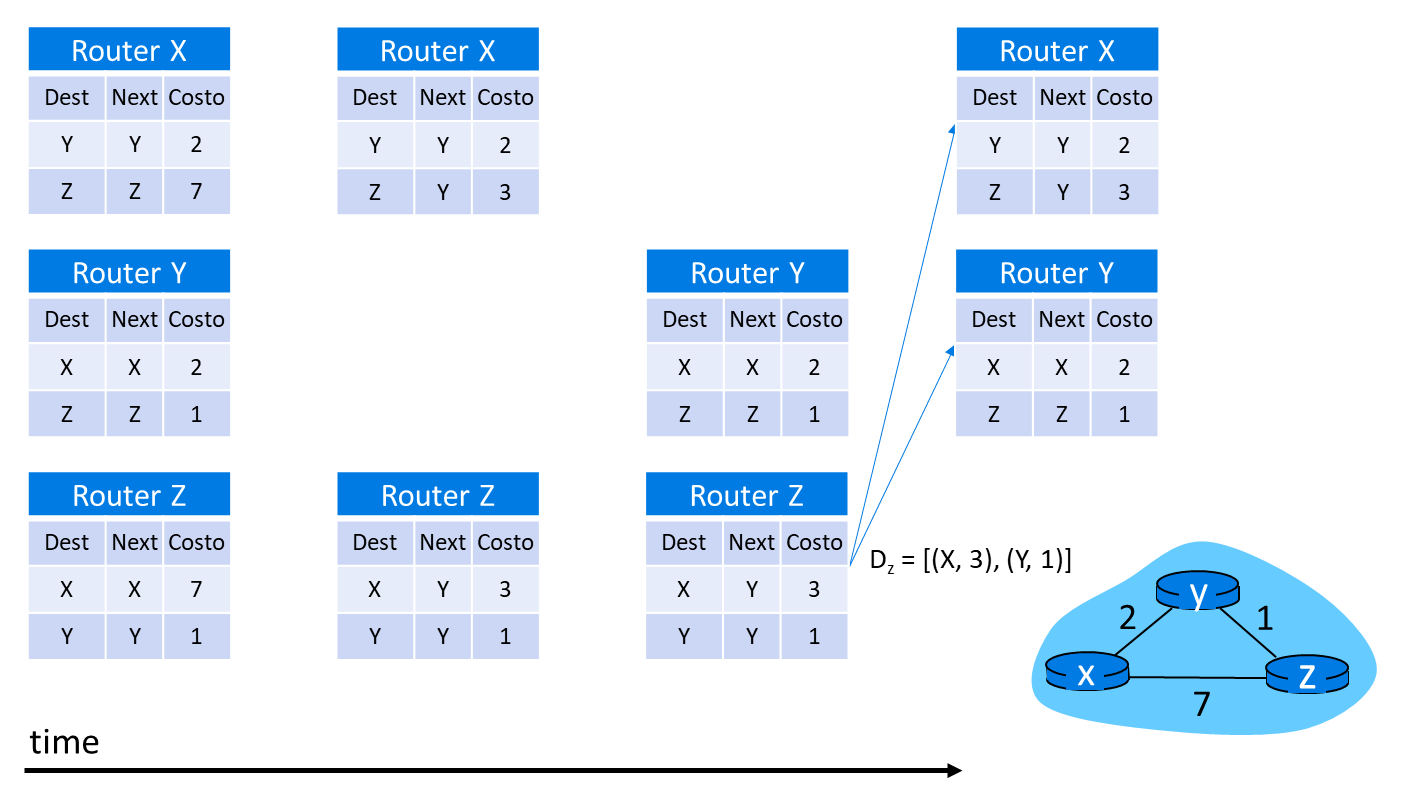 Router X
Dest Next Costo
Y Y 2
Z Z 7
Router X
Dest Next Costo
Y Y 2
Z Y 3
Router X
Dest Next Costo
Y Y 2
Z Y 3
Router Y
Dest Next Costo
X X 2
Z Z 1
Router Y
Dest Next Costo
X X 2
Z Z 1
Router Y
Dest Next Costo
X X 2
Z Z 1
Router Z
Dest Next Costo
X X 7
Y Y 1
Router Z
Dest Next Costo
X Y 3
Y Y 1
Router Z
Dest Next Costo
X Y 3
Y Y 1
Dz = [(X, 3), (Y, 1)]
y
2
1
x
z
7
time